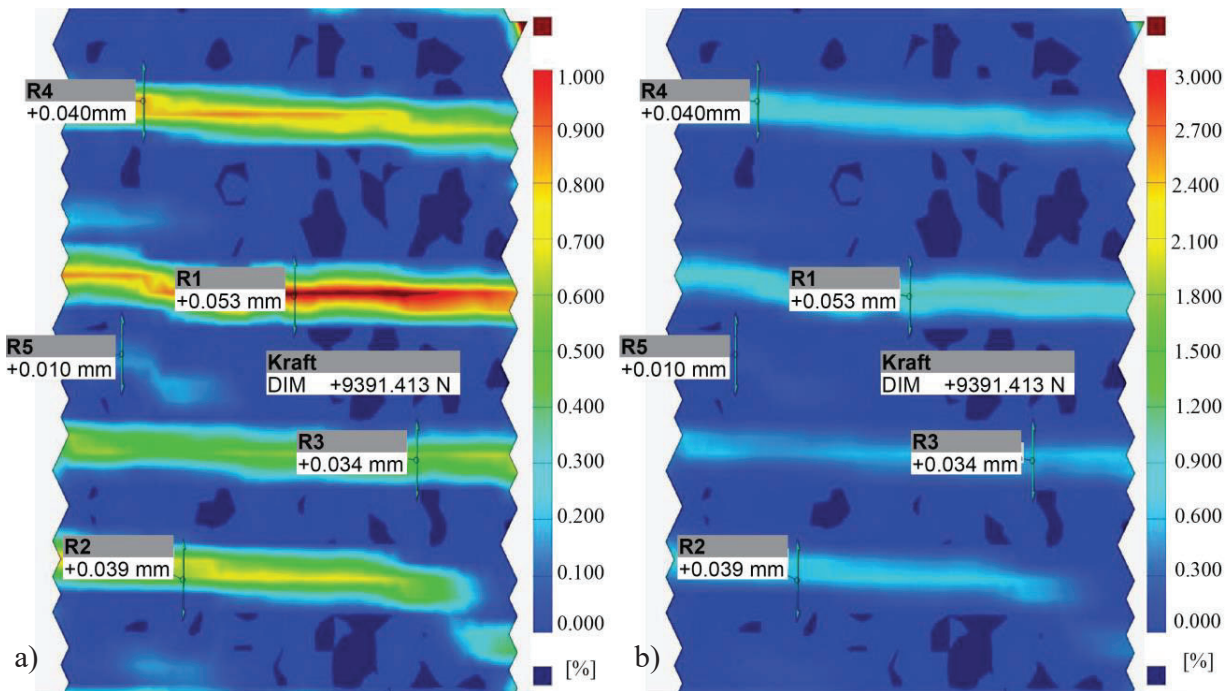 R4
+0.040mm
R1
+0.053 mm
R5
+0.010 mm
Kraft
DIM +9391.413 N
R3
+0.034 mm
R2
+0.039 mm
a)
1.000
0.900
0.800
0.700
0.600
0.500
0.400
0.300
0.200
0.100
0.000
[%]
R4
+0.040mm
R1
+0.053 mm
R5
+0.010 mm
Kraft
DIM +9391.413 N
R3
+0.034 mm
R2
+0.039 mm
b)
3.000
2.700
2.400
2.100
1.800
1.500
1.200
0.900
0.600
0.300
0.000
[%]